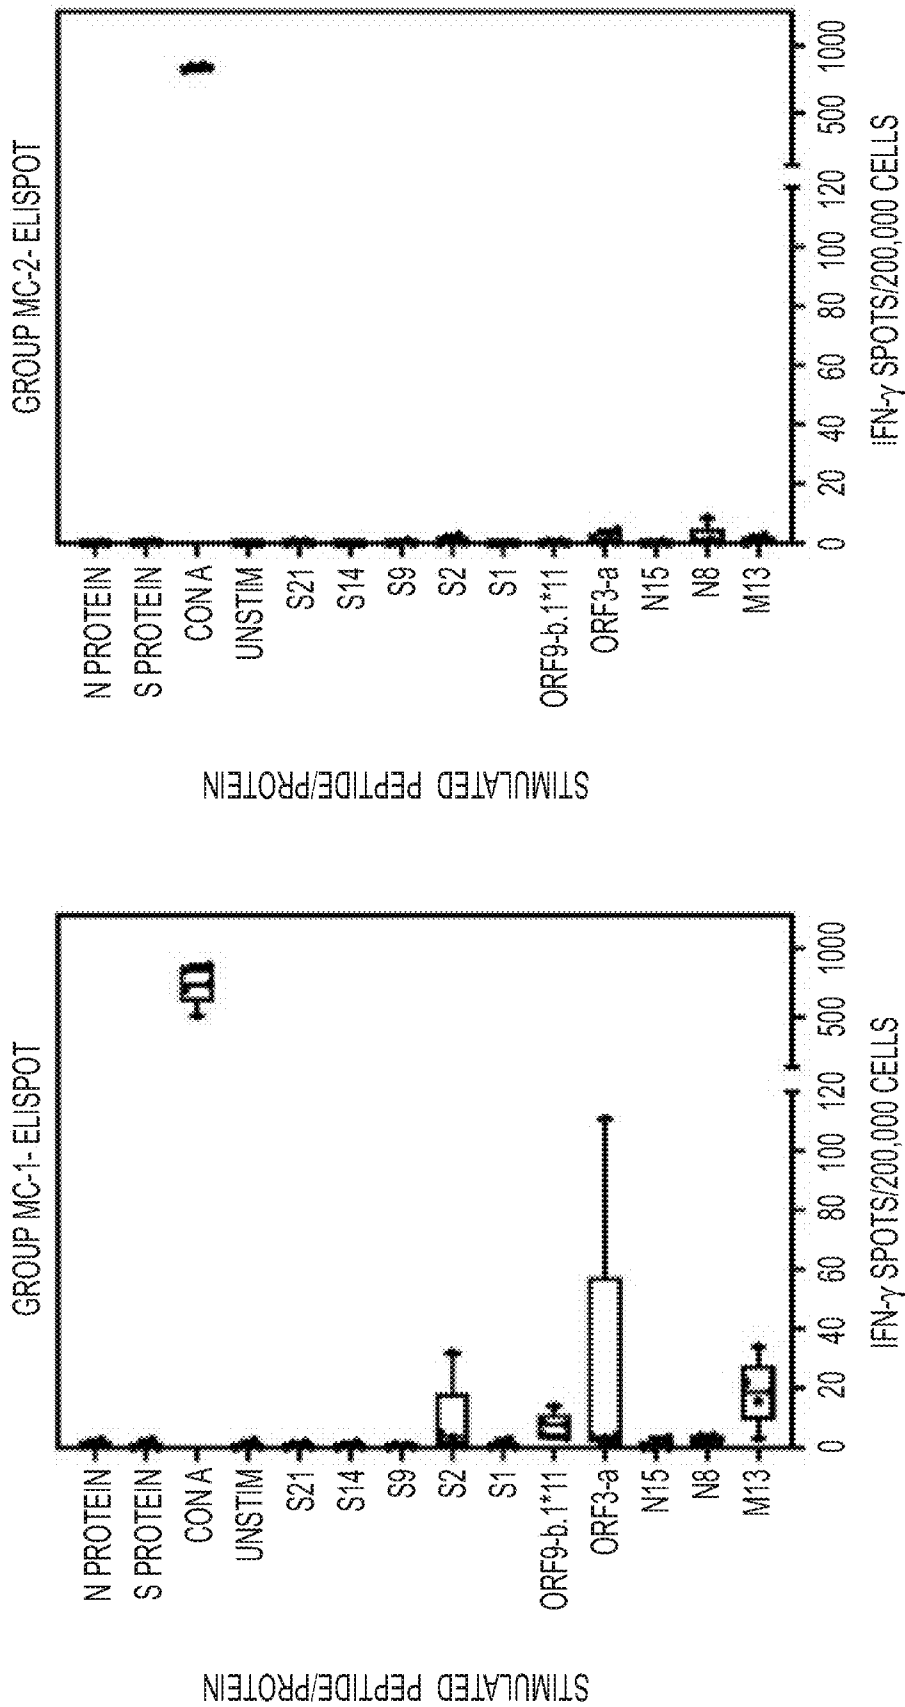 GROUP MC-1- ELISPOT
STIMULATED PEPTIDE/PROTEIN
N PROTEIN
S PROTEIN
CON A
UNSTIM
S21
S14
S9
S2
S1
ORF9-b.1*11
ORF3-a
N15
N8
M13
0
20
40
60
80
100
120
500
1000
IFN-γ SPOTS/200,000 CELLS
GROUP MC-2- ELISPOT
STIMULATED PEPTIDE/PROTEIN
N PROTEIN
S PROTEIN
CON A
UNSTIM
S21
S14
S9
S2
S1
ORF9-b.1*11
ORF3-a
N15
N8
M13
0
20
40
60
80
100
120
500
1000
IFN-γ SPOTS/200,000 CELLS